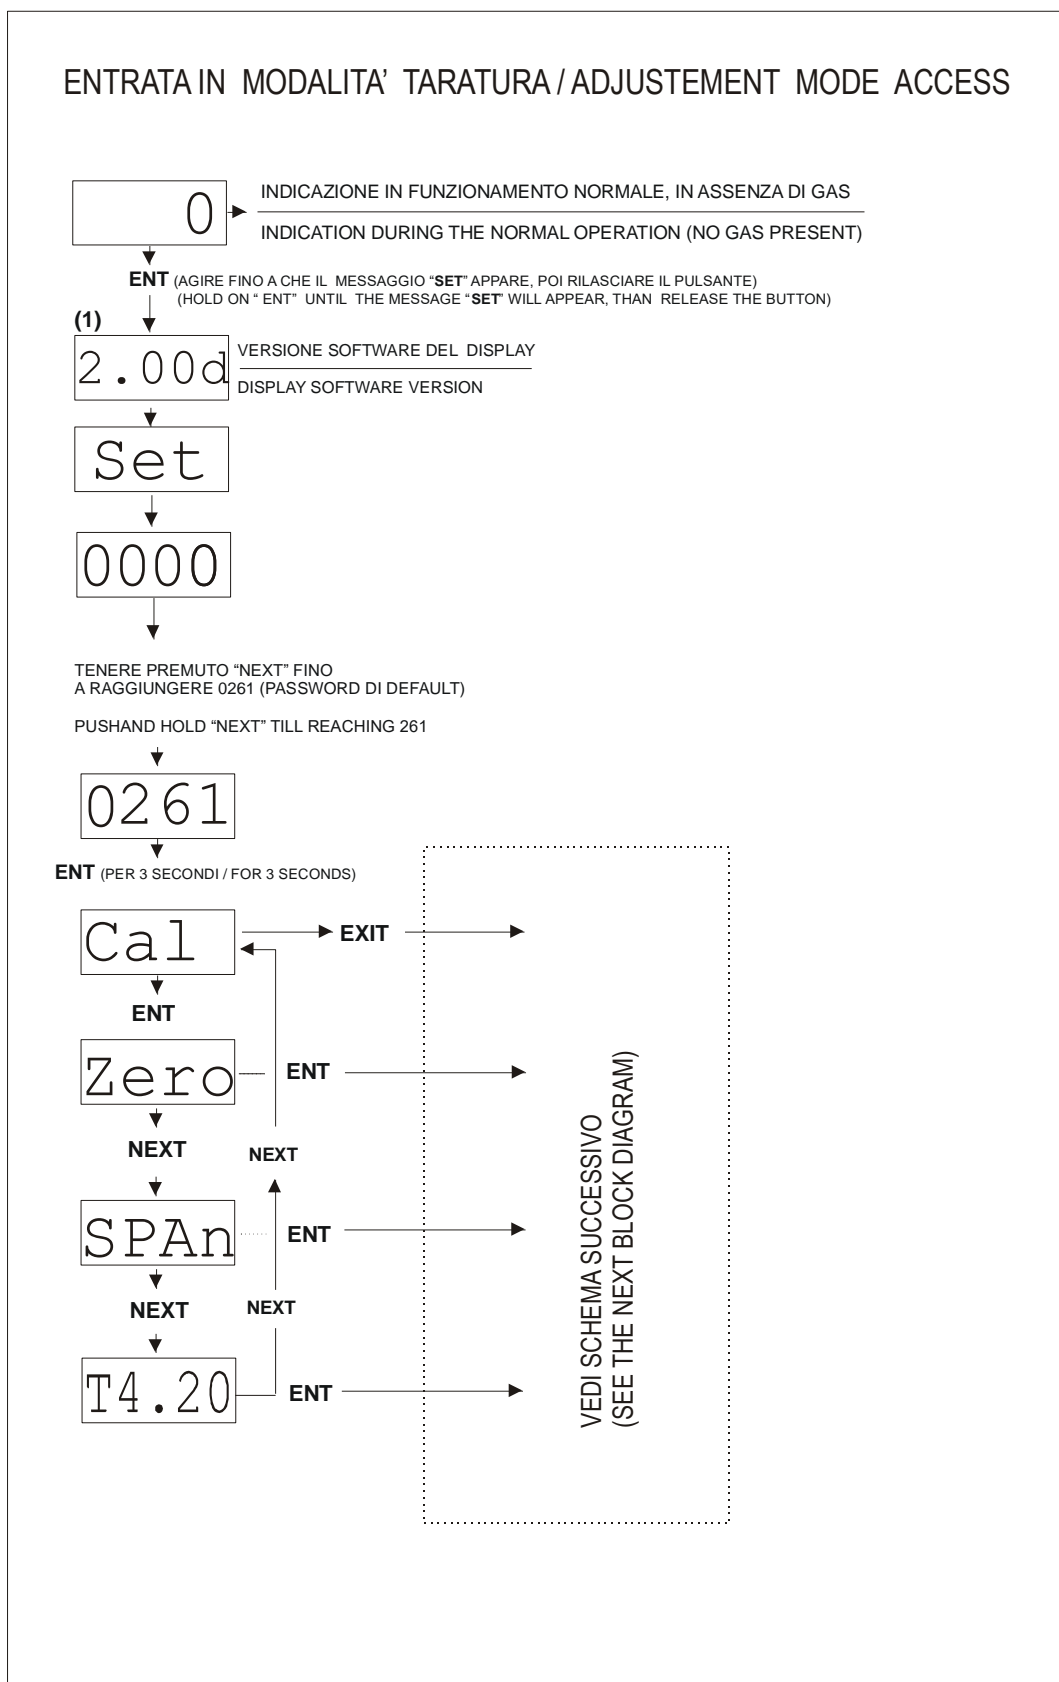 ENTRATA IN MODALITA' TARATURA / ADJUSTEMENT MODE ACCESS
0
INDICAZIONE IN FUNZIONAMENTO NORMALE, IN ASSENZA DI GAS
INDICATION DURING THE NORMAL OPERATION (NO GAS PRESENT)
ENT (AGIRE FINO A CHE IL MESSAGGIO “SET” APPARE, POI RILASCIARE IL PULSANTE)
(HOLD ON “ ENT” UNTIL THE MESSAGE “SET” WILL APPEAR, THAN RELEASE THE BUTTON)
(1)
2.00d
VERSIONE SOFTWARE DEL DISPLAY
DISPLAY SOFTWARE VERSION
Set
0000
TENERE PREMUTO “NEXT” FINO
A RAGGIUNGERE 0261 (PASSWORD DI DEFAULT)
PUSHAND HOLD “NEXT” TILL REACHING 261
0261
ENT (PER 3 SECONDI / FOR 3 SECONDS)
Cal
EXIT
ENT
Zero
ENT
NEXT
NEXT
SPAn
ENT
NEXT
NEXT
T4.20
ENT
VEDI SCHEMA SUCCESSIVO
(SEE THE NEXT BLOCK DIAGRAM)